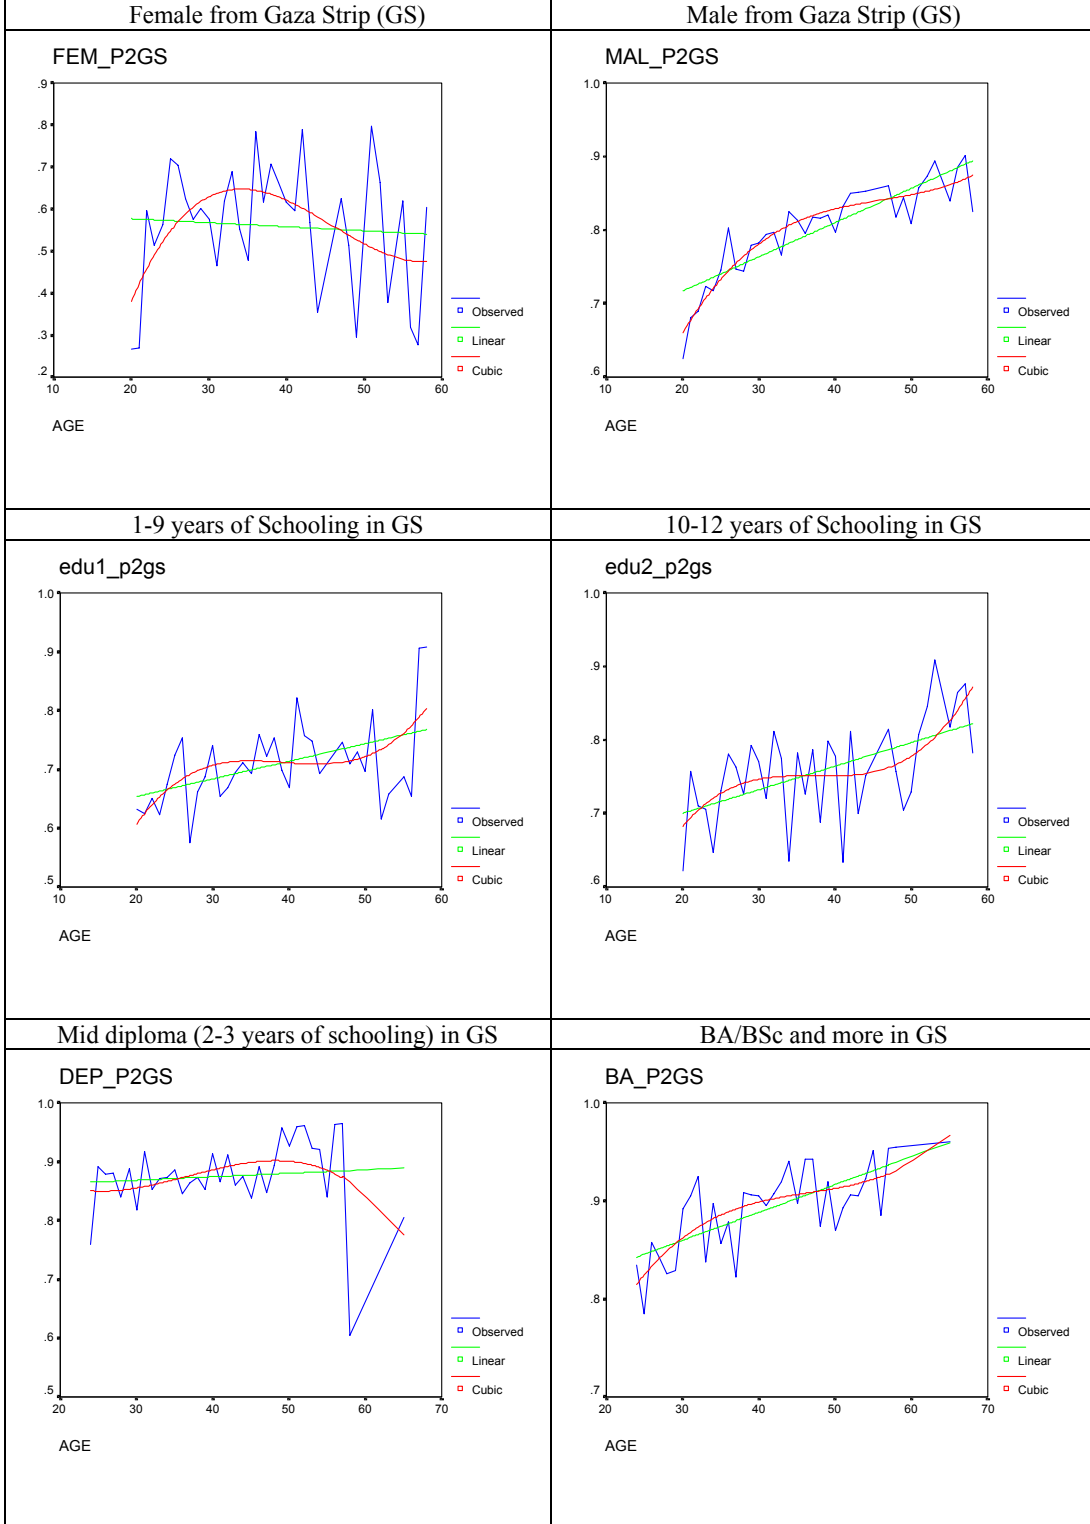 Female from Gaza Strip (GS)
Male from Gaza Strip (GS)
FEM_P2GS
.9
.8
.7
.6
.5
.4
.3
.2
10
20
30
40
50
60
AGE
Observed
Linear
Cubic
MAL_P2GS
1.0
.9
.8
.7
.6
10
20
30
40
50
60
AGE
Observed
Linear
Cubic
1-9 years of Schooling in GS
10-12 years of Schooling in GS
edu1_p2gs
1.0
.9
.8
.7
.6
.5
10
20
30
40
50
60
AGE
Observed
Linear
Cubic
edu2_p2gs
1.0
.9
.8
.7
.6
10
20
30
40
50
60
AGE
Observed
Linear
Cubic
Mid diploma (2-3 years of schooling) in GS
BA/BSc and more in GS
DEP_P2GS
1.0
.9
.8
.7
.6
.5
20
30
40
50
60
70
AGE
Observed
Linear
Cubic
BA_P2GS
1.0
.9
.8
.7
20
30
40
50
60
70
AGE
Observed
Linear
Cubic